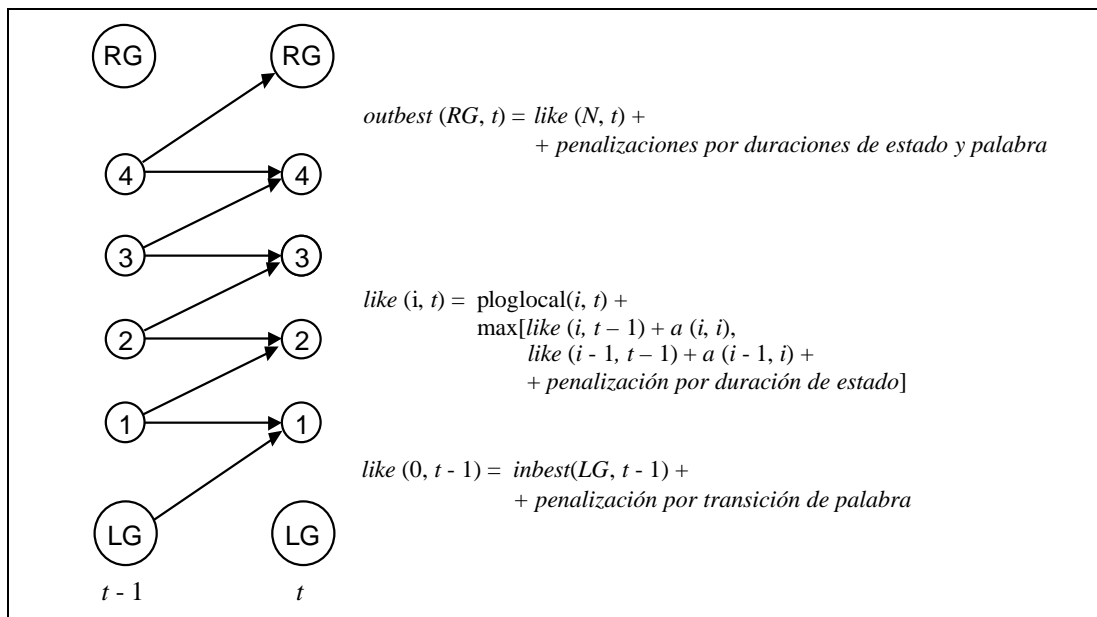 RG RG
outbest (RG, t) = like (N, t) +
+ penalizaciones por duraciones de estado y palabra
4 4
3 3
like (i, t) = ploglocal(i, t) +
max[like (i, t – 1) + a (i, i),
2 2
like (i - 1, t – 1) + a (i - 1, i) +
+ penalización por duración de estado]
1 1
like (0, t - 1) = inbest(LG, t - 1) +
+ penalización por transición de palabra
LG LG
t - 1 t